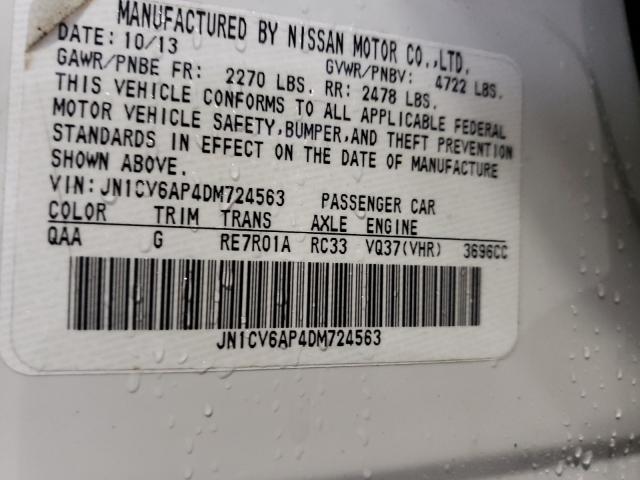 MANUFACTURED BY NISSAN MOTOR CO.,LTD.
DATE: 10/13 GVWR/PNBV: 4722 LBS.
GAWR/PNBE FR: 2270 LBS. RR: 2478 LBS.
THIS VEHICLE CONFORMS TO ALL APPLICABLE FEDERAL
MOTOR VEHICLE SAFETY,BUMPER,AND THEFT PREVENTION
STANDARDS IN EFFECT ON THE DATE OF MANUFACTURE
SHOWN ABOVE.
VIN:JN1CV6AP4DM724563 PASSENGER CAR
COLOR TRIM TRANS AXLE ENGINE
QAA G RE7R01A RC33 VQ37(VHR) 3696CC
JN1CV6AP4DM724563